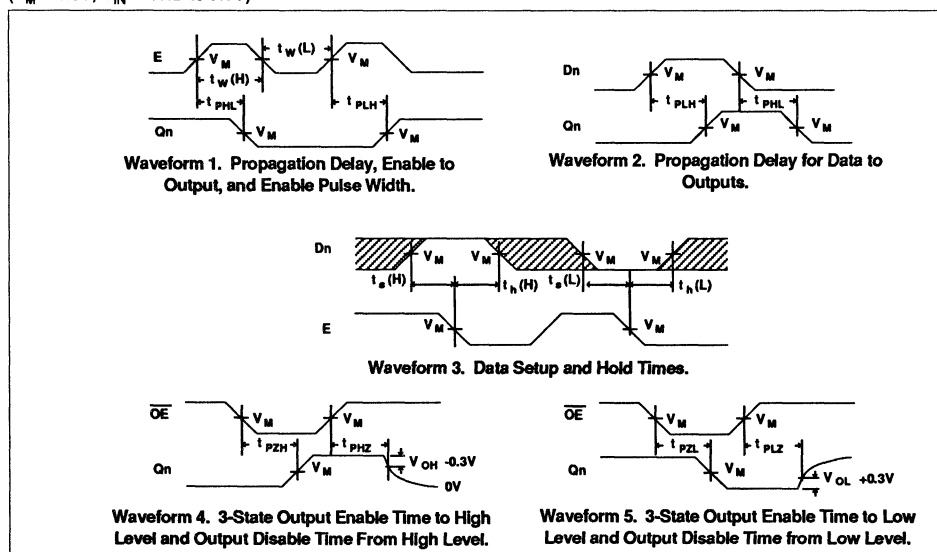 E
V M
t W (L)
V M
t W (H)
t PHL
t PLH
Qn
V M
V M
Waveform 1. Propagation Delay, Enable to
Output, and Enable Pulse Width.
Dn
V M
V M
t PLH
t PHL
Qn
V M
V M
Waveform 2. Propagation Delay for Data to
Outputs.
Dn
V M
V M
V M
V M
t s (H)
t h (H)
t s (L)
t h (L)
E
V M
V M
Waveform 3. Data Setup and Hold Times.
OE
V M
V M
t PZH
t PHZ
Qn
V M
V OH -0.3V
0V
Waveform 4. 3-State Output Enable Time to High
Level and Output Disable Time From High Level.
OE
V M
V M
t PZL
t PLZ
Qn
V M
V OL +0.3V
Waveform 5. 3-State Output Enable Time to Low
Level and Output Disable Time from Low Level.